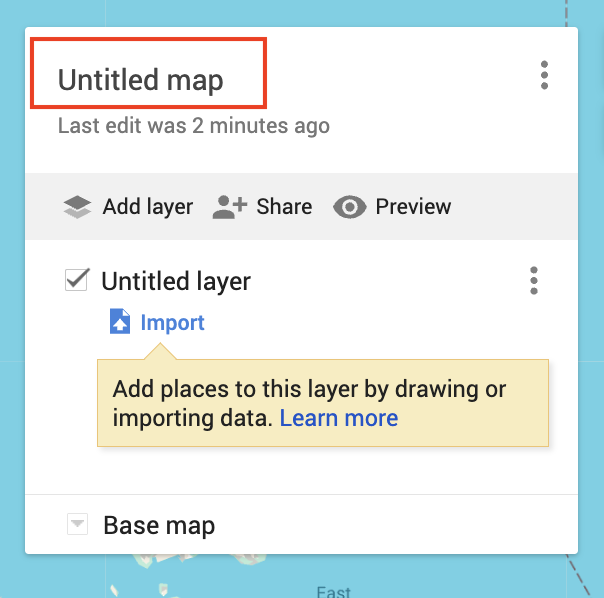 Untitled map
Last edit was 2 minutes ago
Add layer Share Preview
Untitled layer
Import
Add places to this layer by drawing or
importing data. Learn more
Base map
East